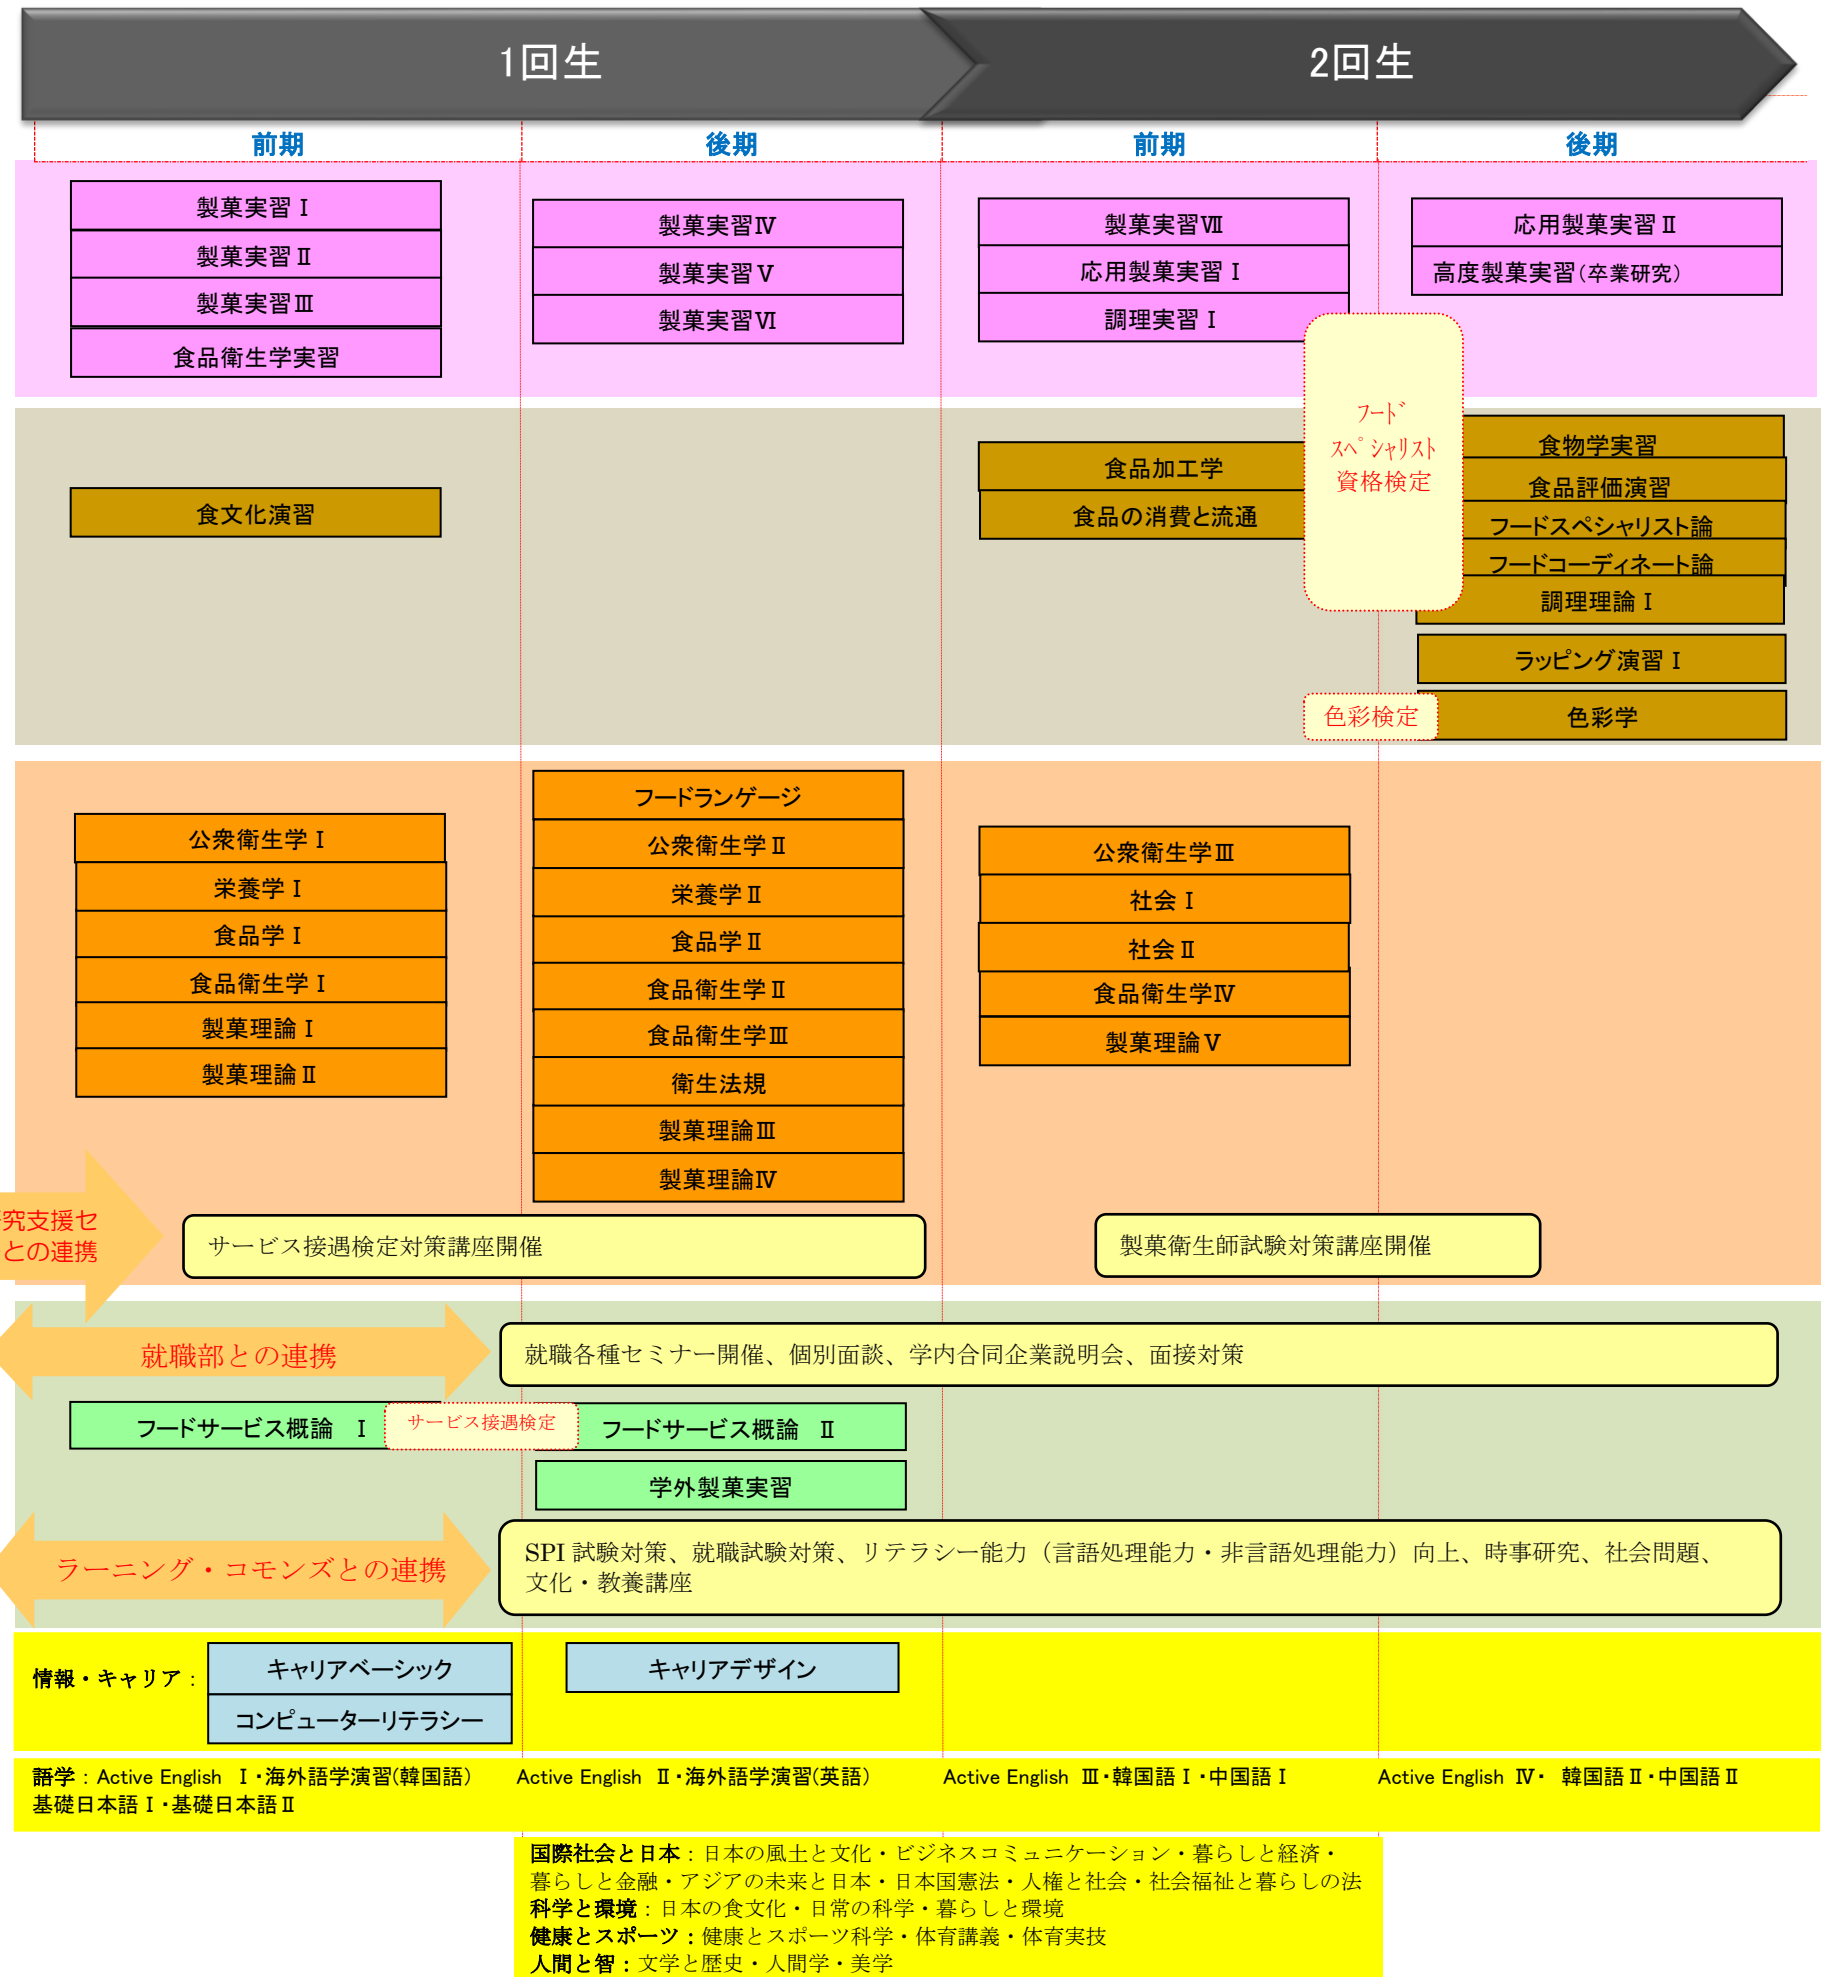 1回生
2回生
前期
後期
前期
後期
製菓実習Ⅰ
製菓実習Ⅱ
製菓実習Ⅲ
食品衛生学実習
製菓実習Ⅳ
製菓実習Ⅴ
製菓実習Ⅵ
製菓実習Ⅶ
応用製菓実習Ⅰ
調理実習Ⅰ
応用製菓実習Ⅱ
高度製菓実習(卒業研究)
ﾌｰﾄﾞ
ｽﾍﾟｼｬﾘｽﾄ
資格検定
食文化演習
食品加工学
食品の消費と流通
食物学実習
食品評価演習
フードスペシャリスト論
フードコーディネート論
調理理論Ⅰ
ラッピング演習Ⅰ
色彩検定
色彩学
公衆衛生学Ⅰ
栄養学Ⅰ
食品学Ⅰ
食品衛生学Ⅰ
製菓理論Ⅰ
製菓理論Ⅱ
フードランゲージ
公衆衛生学Ⅱ
栄養学Ⅱ
食品学Ⅱ
食品衛生学Ⅱ
食品衛生学Ⅲ
衛生法規
製菓理論Ⅲ
製菓理論Ⅳ
公衆衛生学Ⅲ
社会Ⅰ
社会Ⅱ
食品衛生学Ⅳ
製菓理論Ⅴ
究支援セ
との連携
サービス接遇検定対策講座開催
製菓衛生師試験対策講座開催
就職部との連携
就職各種セミナー開催、個別面談、学内合同企業説明会、面接対策
フードサービス概論　Ⅰ
サービス接遇検定
フードサービス概論　Ⅱ
学外製菓実習
ラーニング・コモンズとの連携
SPI 試験対策、就職試験対策、リテラシー能力（言語処理能力・非言語処理能力）向上、時事研究、社会問題、
文化・教養講座
情報・キャリア：
キャリアベーシック
コンピューターリテラシー
キャリアデザイン
語学：Active English　Ⅰ・海外語学演習(韓国語)
基礎日本語Ⅰ・基礎日本語Ⅱ
Active English　Ⅱ・海外語学演習(英語)
Active English　Ⅲ・韓国語Ⅰ・中国語Ⅰ
Active English　Ⅳ・ 韓国語Ⅱ・中国語Ⅱ
国際社会と日本：日本の風土と文化・ビジネスコミュニケーション・暮らしと経済・
暮らしと金融・アジアの未来と日本・日本国憲法・人権と社会・社会福祉と暮らしの法
科学と環境：日本の食文化・日常の科学・暮らしと環境
健康とスポーツ：健康とスポーツ科学・体育講義・体育実技
人間と智：文学と歴史・人間学・美学